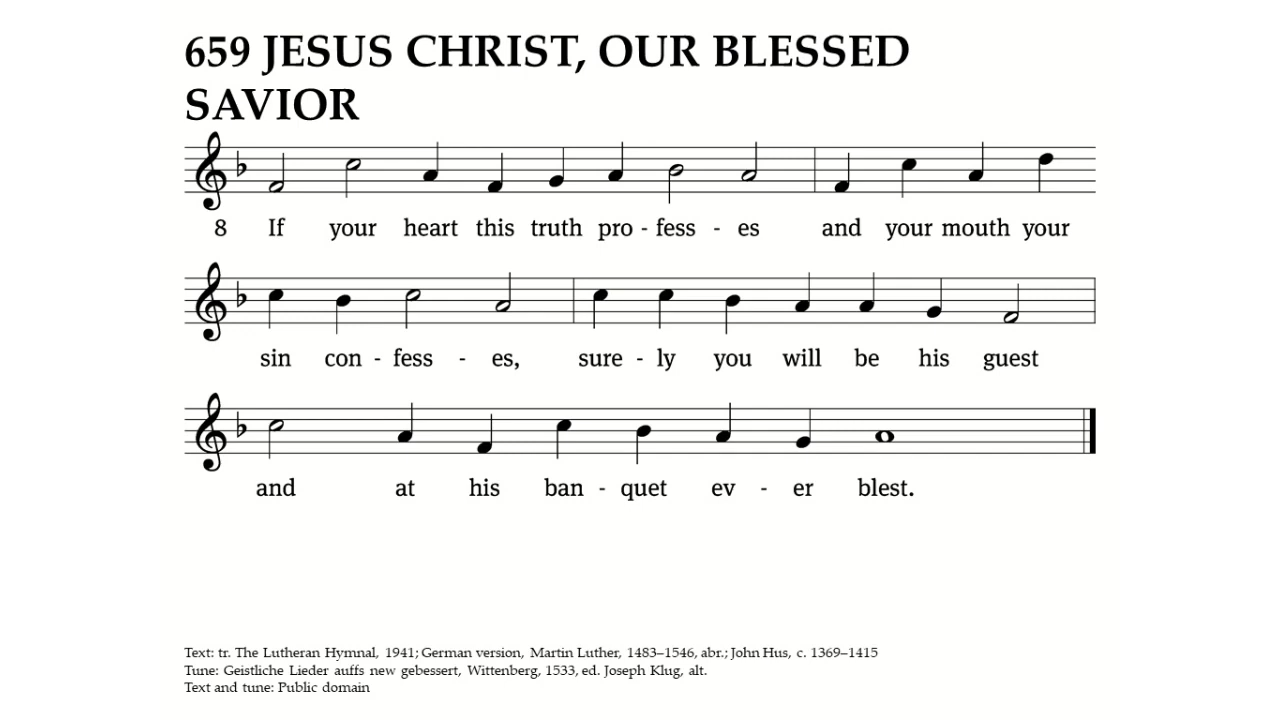 659 JESUS CHRIST, OUR BLESSED
SAVIOR
8 If your heart this truth pro - fess - es and your mouth your
sin con - fess - es, sure - ly you will be his guest
and at his ban - quet ev - er blest.
Text: tr. The Lutheran Hymnal, 1941; German version, Martin Luther, 1483–1546, abr.; John Hus, c. 1369–1415
Tune: Geistliche Lieder auffs new gebessert, Wittenberg, 1533, ed. Joseph Klug, alt.
Text and tune: Public domain